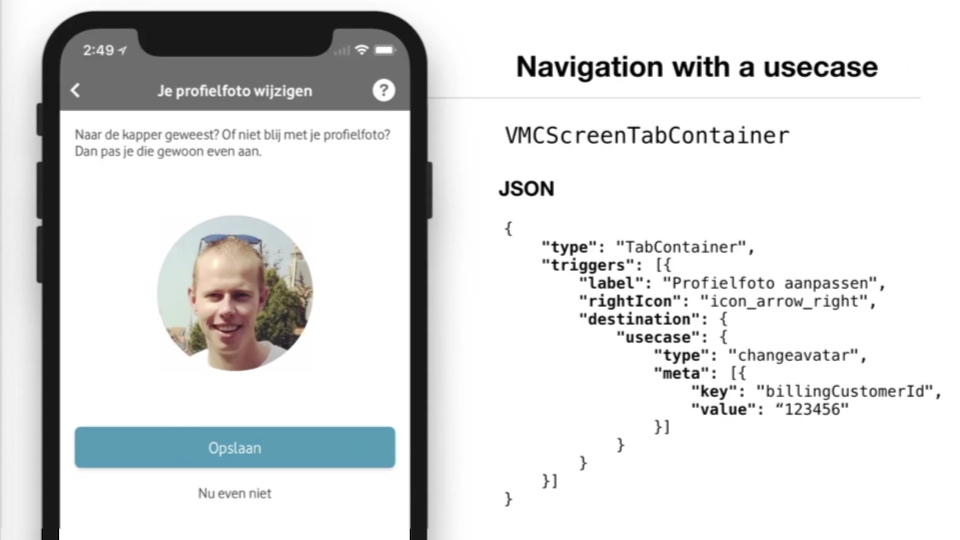 2:49
Je profielfoto wijzigen
?
Naar de kapper geweest? Of niet blij met je profielfoto?
Dan pas je die gewoon even aan.
Opslaan
Nu even niet
Navigation with a usecase
VMCScreenTabContainer
JSON
{
    "type": "TabContainer",
    "triggers": [{
        "label": "Profielfoto aanpassen",
        "rightIcon": "icon_arrow_right",
        "destination": {
            "usecase": {
                "type": "changeavatar",
                "meta": [{
                    "key": "billingCustomerId",
                    "value": “123456"
                }]
            }
        }
    }]
}